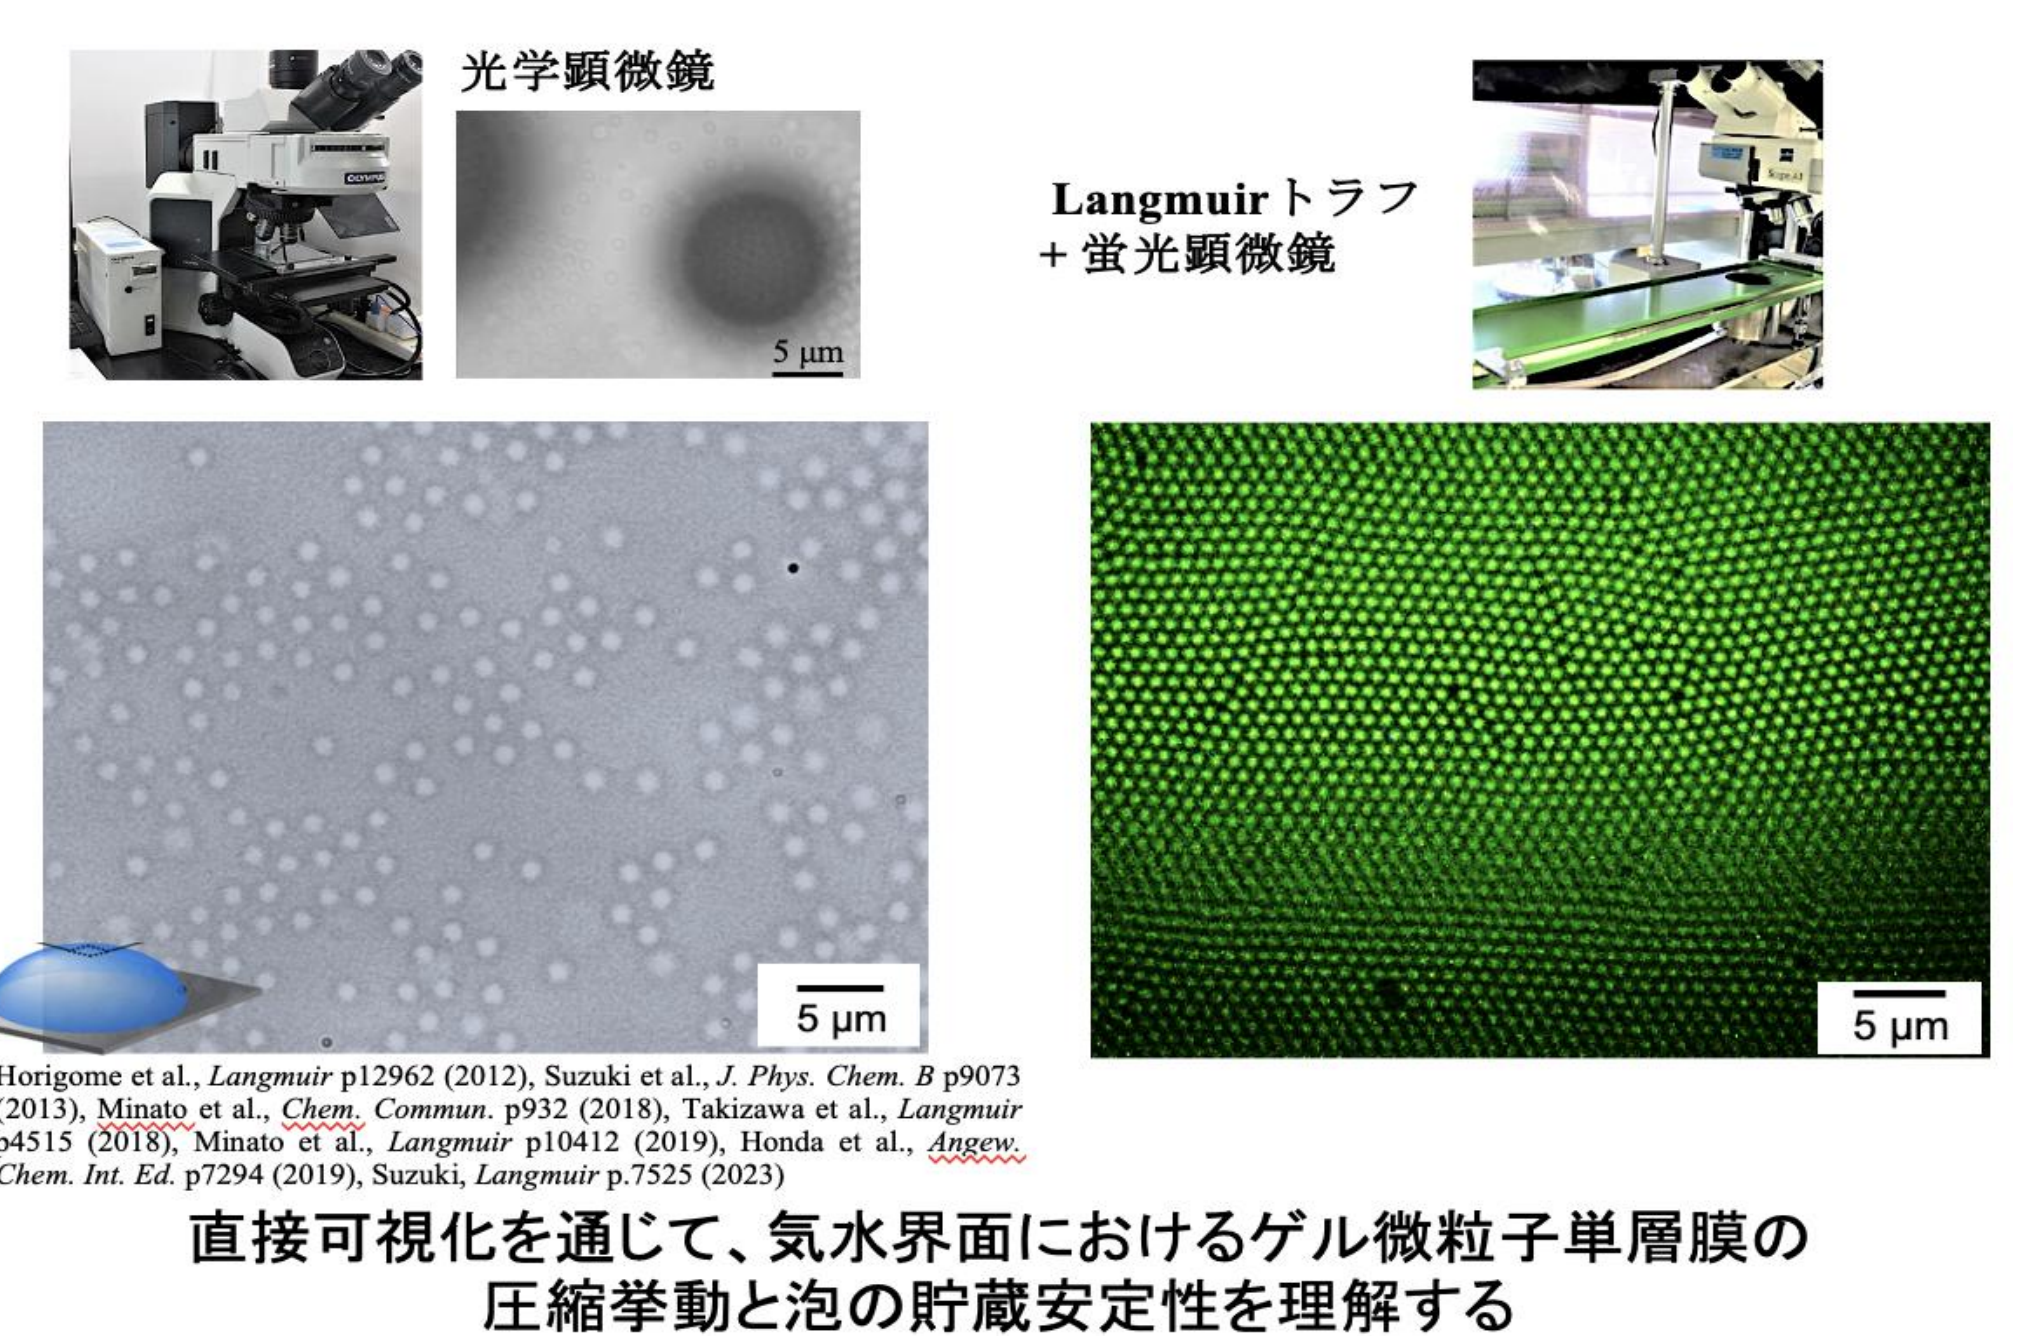 光学顕微鏡
OLYMPUS
5 μm
Langmuirトラフ
+ 蛍光顕微鏡
Scope.A1
5 μm
5 μm
Horigome et al., Langmuir p12962 (2012), Suzuki et al., J. Phys. Chem. B p9073
(2013), Minato et al., Chem. Commun. p932 (2018), Takizawa et al., Langmuir
p4515 (2018), Minato et al., Langmuir p10412 (2019), Honda et al., Angew.
Chem. Int. Ed. p7294 (2019), Suzuki, Langmuir p.7525 (2023)
直接可視化を通じて、気水界面におけるゲル微粒子単層膜の
圧縮挙動と泡の貯蔵安定性を理解する